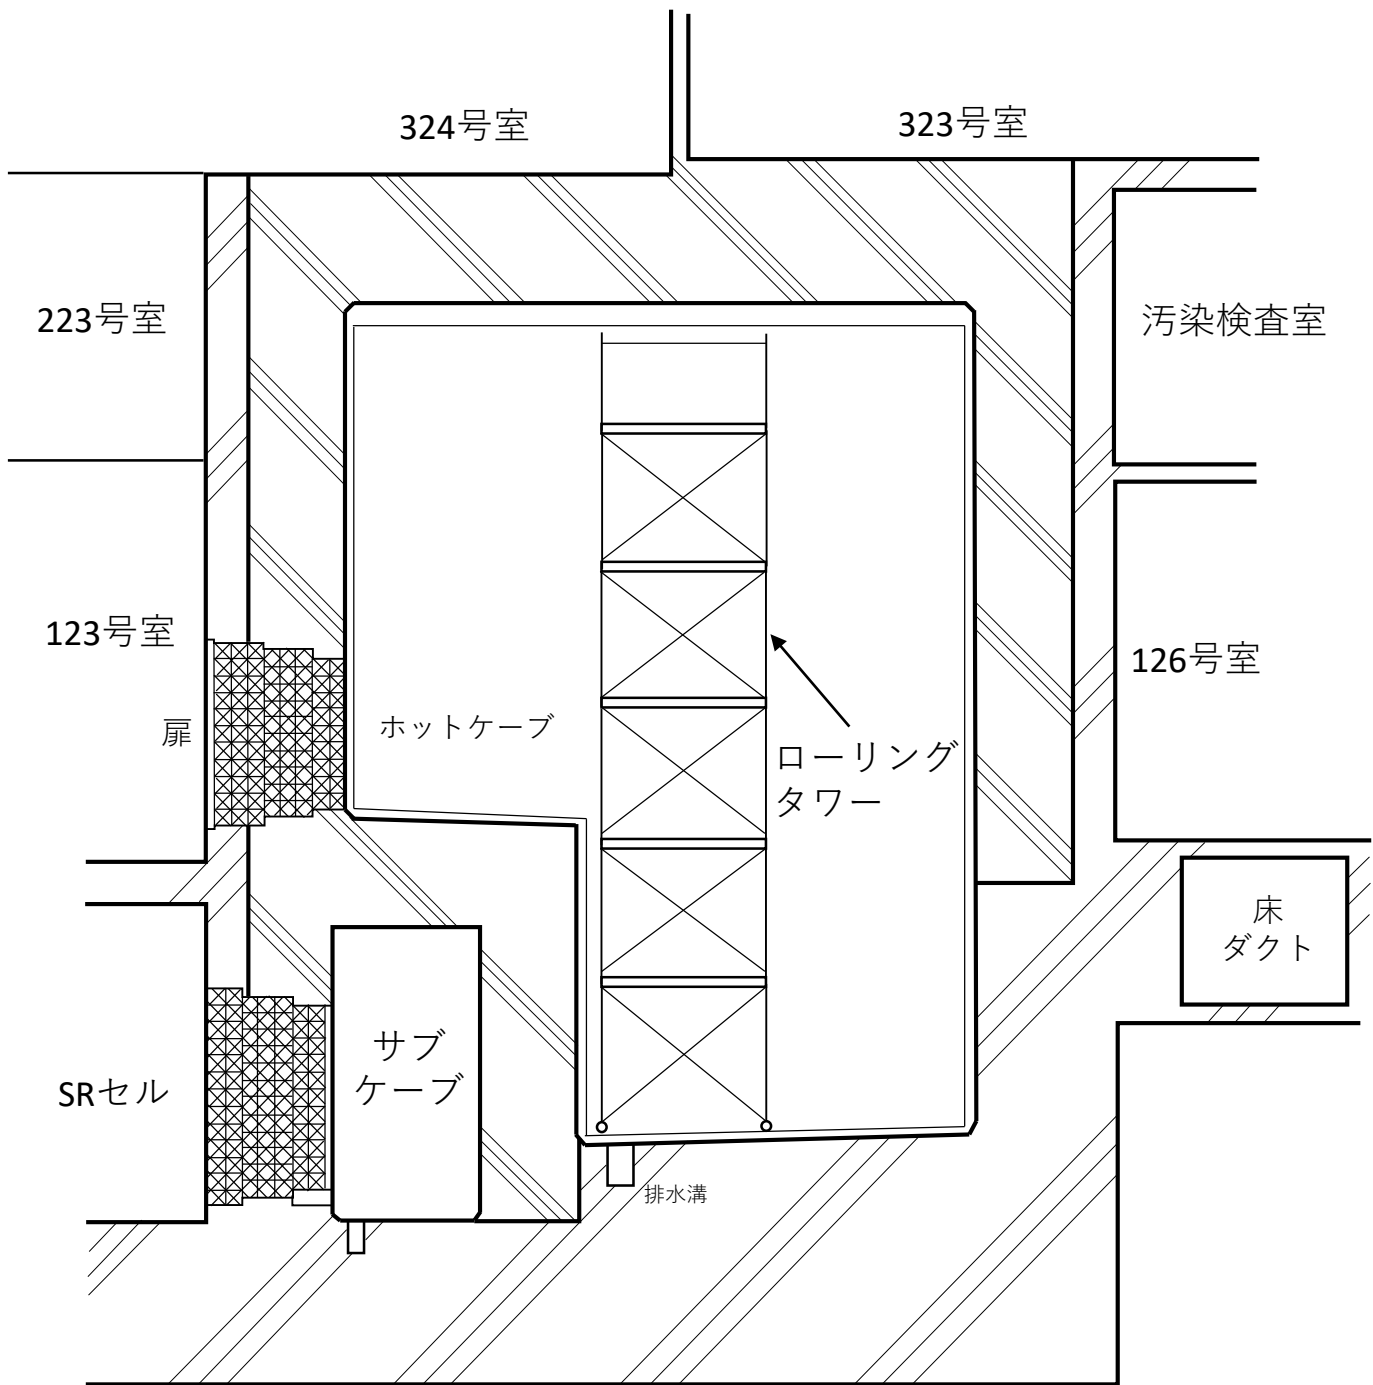 324号室
323号室
223号室
汚染検査室
123号室
126号室
扉
ホットケーブ
ローリング
タワー
床
ダクト
サブ
ケーブ
SRセル
排水溝